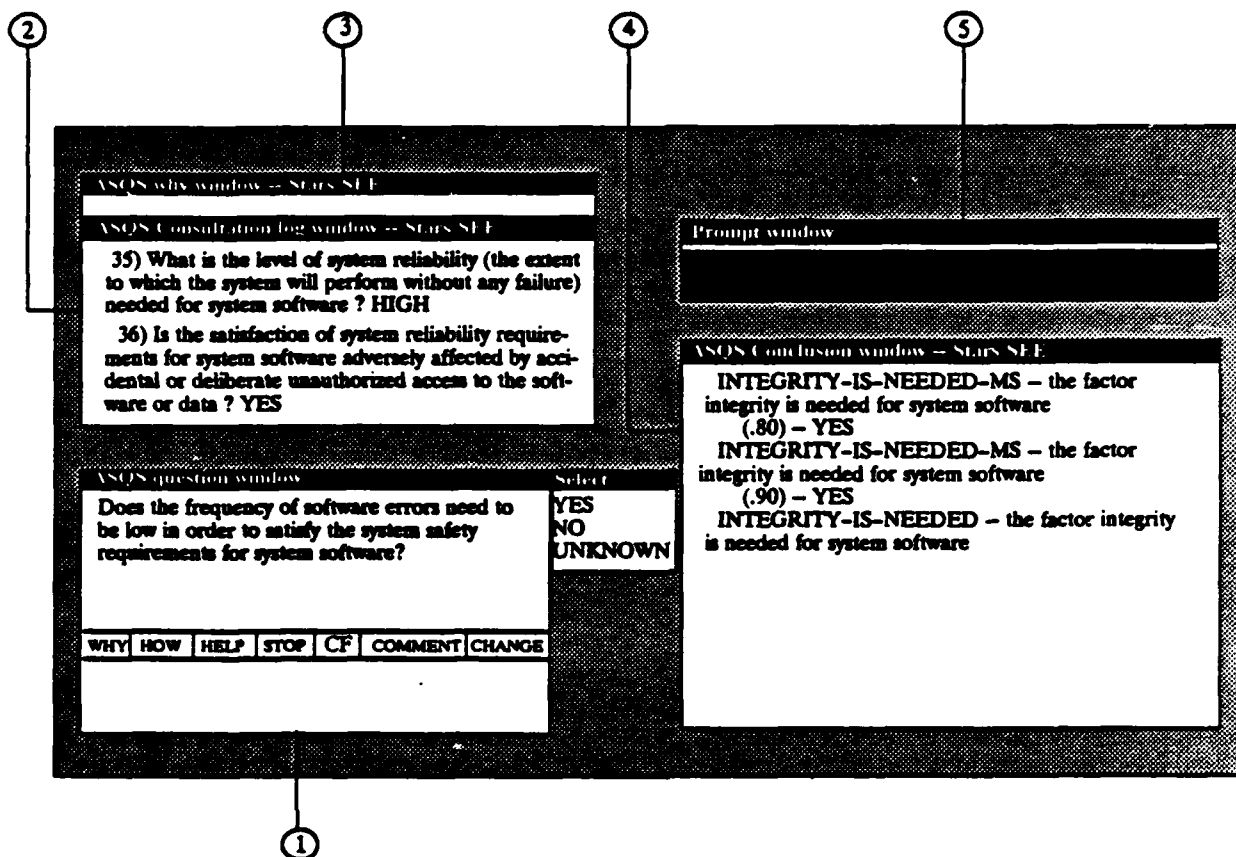 2
3
4
5
ASQS why window -- Stars SEE
ASQS Consultation log window -- Stars SEE
35) What is the level of system reliability (the extent
to which the system will perform without any failure)
needed for system software ? HIGH
36) Is the satisfaction of system reliability require-
ments for system software adversely affected by acci-
dental or deliberate unauthorized access to the soft-
ware or data ? YES
Prompt window
ASQS Conclusion window -- Stars SEE
INTEGRITY-IS-NEEDED-MS – the factor
integrity is needed for system software
(.80) – YES
INTEGRITY-IS-NEEDED-MS – the factor
integrity is needed for system software
(.90) – YES
INTEGRITY-IS-NEEDED – the factor integrity
is needed for system software
ASQS question window
Does the frequency of software errors need to
be low in order to satisfy the system safety
requirements for system software?
Select
YES
NO
UNKNOWN
WHY HOW HELP STOP CF COMMENT CHANGE
1